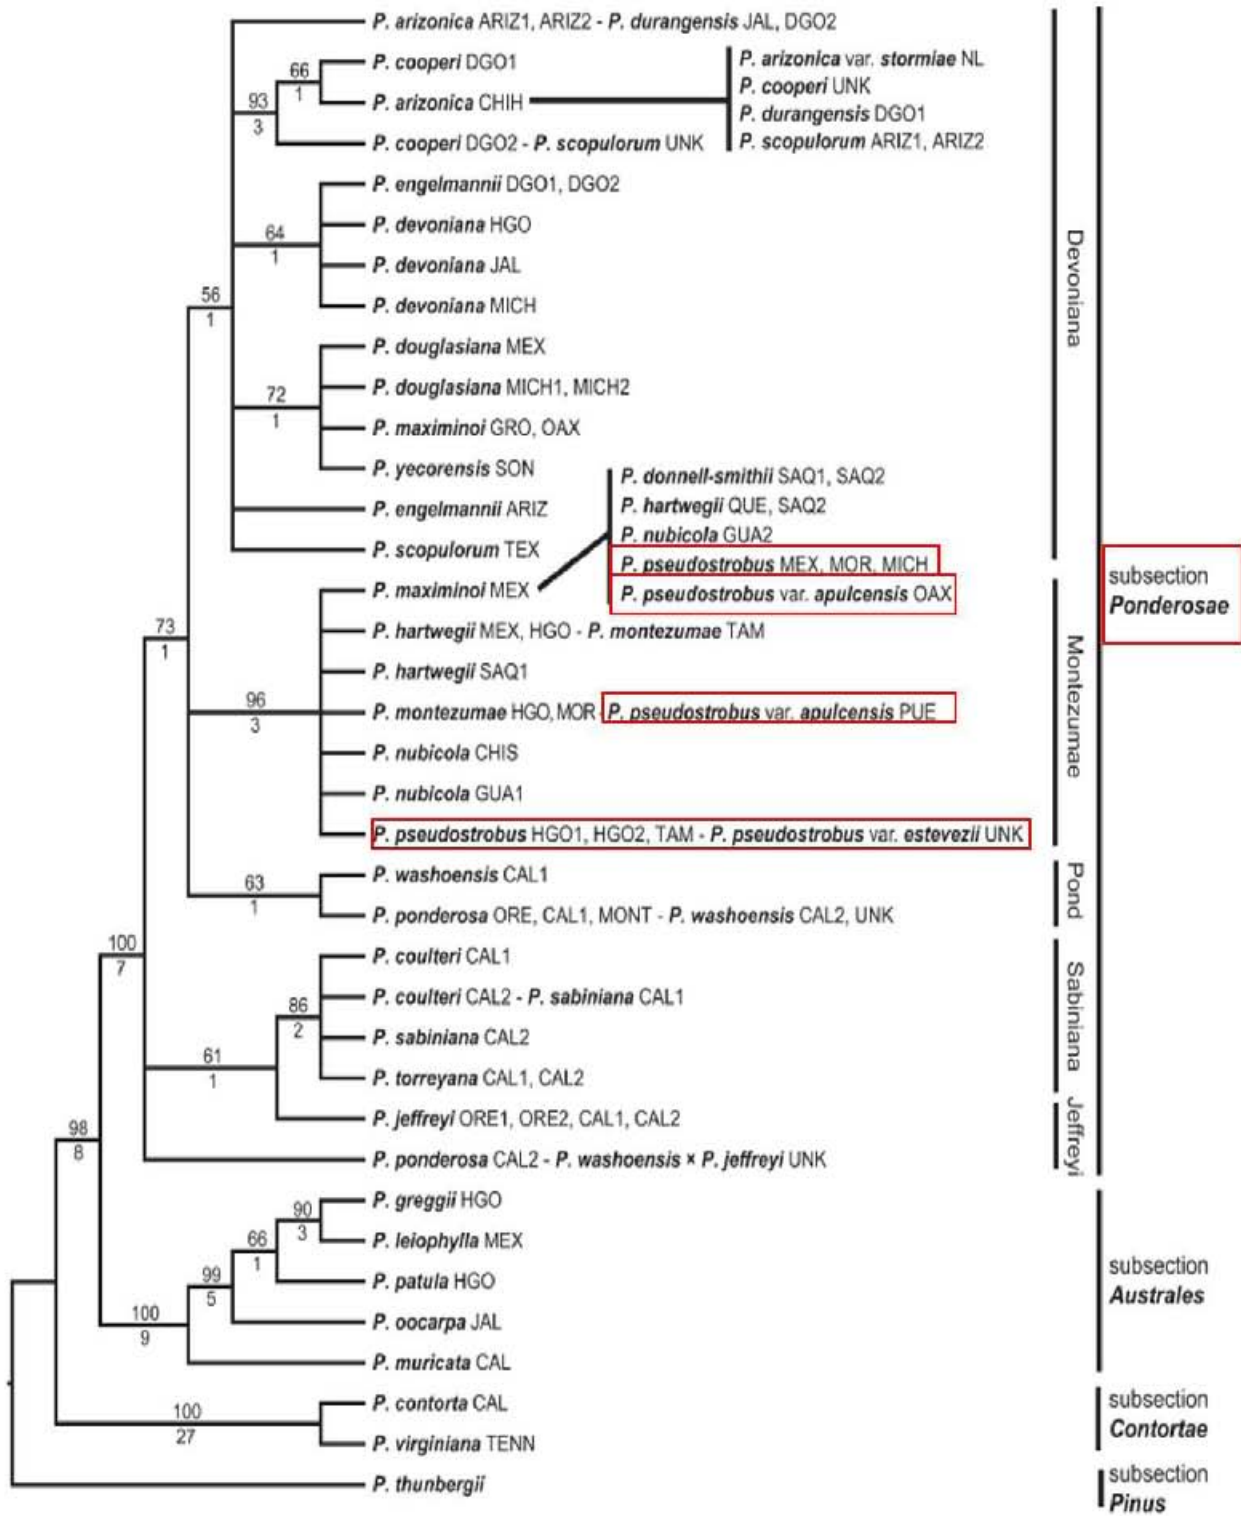 P. arizonica ARIZ1, ARIZ2 - P. durangensis JAL, DGO2
P. cooperi DGO1
66
1
P. arizonica CHIH
P. arizonica var. stormiae NL
P. cooperi UNK
P. durangensis DGO1
P. scopulorum ARIZ1, ARIZ2
93
3
P. cooperi DGO2 - P. scopulorum UNK
P. engelmannii DGO1, DGO2
P. devoniana HGO
64
1
P. devoniana JAL
P. devoniana MICH
56
1
P. douglasiana MEX
P. douglasiana MICH1, MICH2
72
1
P. maximinoi GRO, OAX
P. yecorensis SON
P. engelmannii ARIZ
P. scopulorum TEX
Devoniana
P. maximinoi MEX
P. donnell-smithii SAQ1, SAQ2
P. hartwegii QUE, SAQ2
P. nubicola GUA2
P. pseudostrobus MEX, MOR, MICH
P. pseudostrobus var. apulcensis OAX
subsection
Ponderosae
73
1
P. hartwegii MEX, HGO - P. montezumae TAM
P. hartwegii SAQ1
96
3
P. montezumae HGO, MOR - P. pseudostrobus var. apulcensis PUE
P. nubicola CHIS
P. nubicola GUA1
P. pseudostrobus HGO1, HGO2, TAM - P. pseudostrobus var. estevezii UNK
Montezumae
P. washoensis CAL1
63
1
P. ponderosa ORE, CAL1, MONT - P. washoensis CAL2, UNK
Pond
100
7
P. coulteri CAL1
P. coulteri CAL2 - P. sabiniana CAL1
86
2
P. sabiniana CAL2
P. torreyana CAL1, CAL2
Sabiniana
61
1
P. jeffreyi ORE1, ORE2, CAL1, CAL2
P. ponderosa CAL2 - P. washoensis × P. jeffreyi UNK
Jeffreyi
98
8
P. greggii HGO
90
3
P. leiophylla MEX
66
1
P. patula HGO
99
5
P. oocarpa JAL
100
9
P. muricata CAL
subsection
Australes
P. contorta CAL
100
27
P. virginiana TENN
subsection
Contortae
P. thunbergii
subsection
Pinus